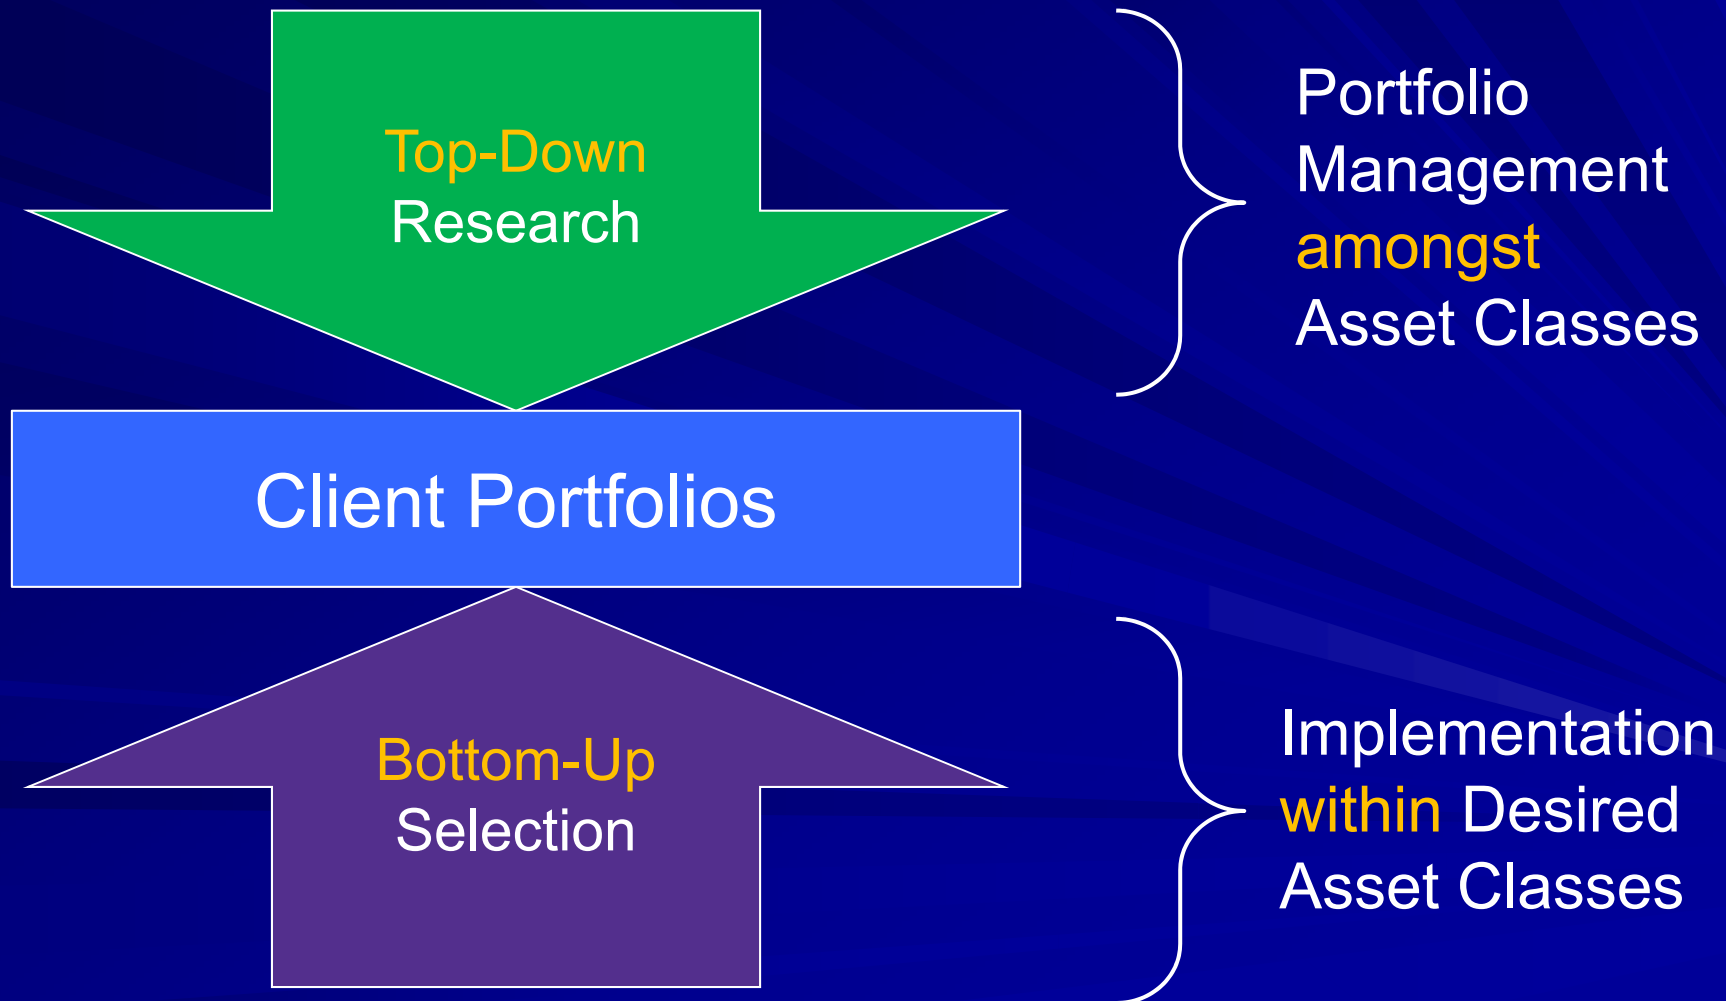 Top-Down
Research
Portfolio
Management
amongst
Asset Classes
Client Portfolios
Bottom-Up
Selection
Implementation
within Desired
Asset Classes